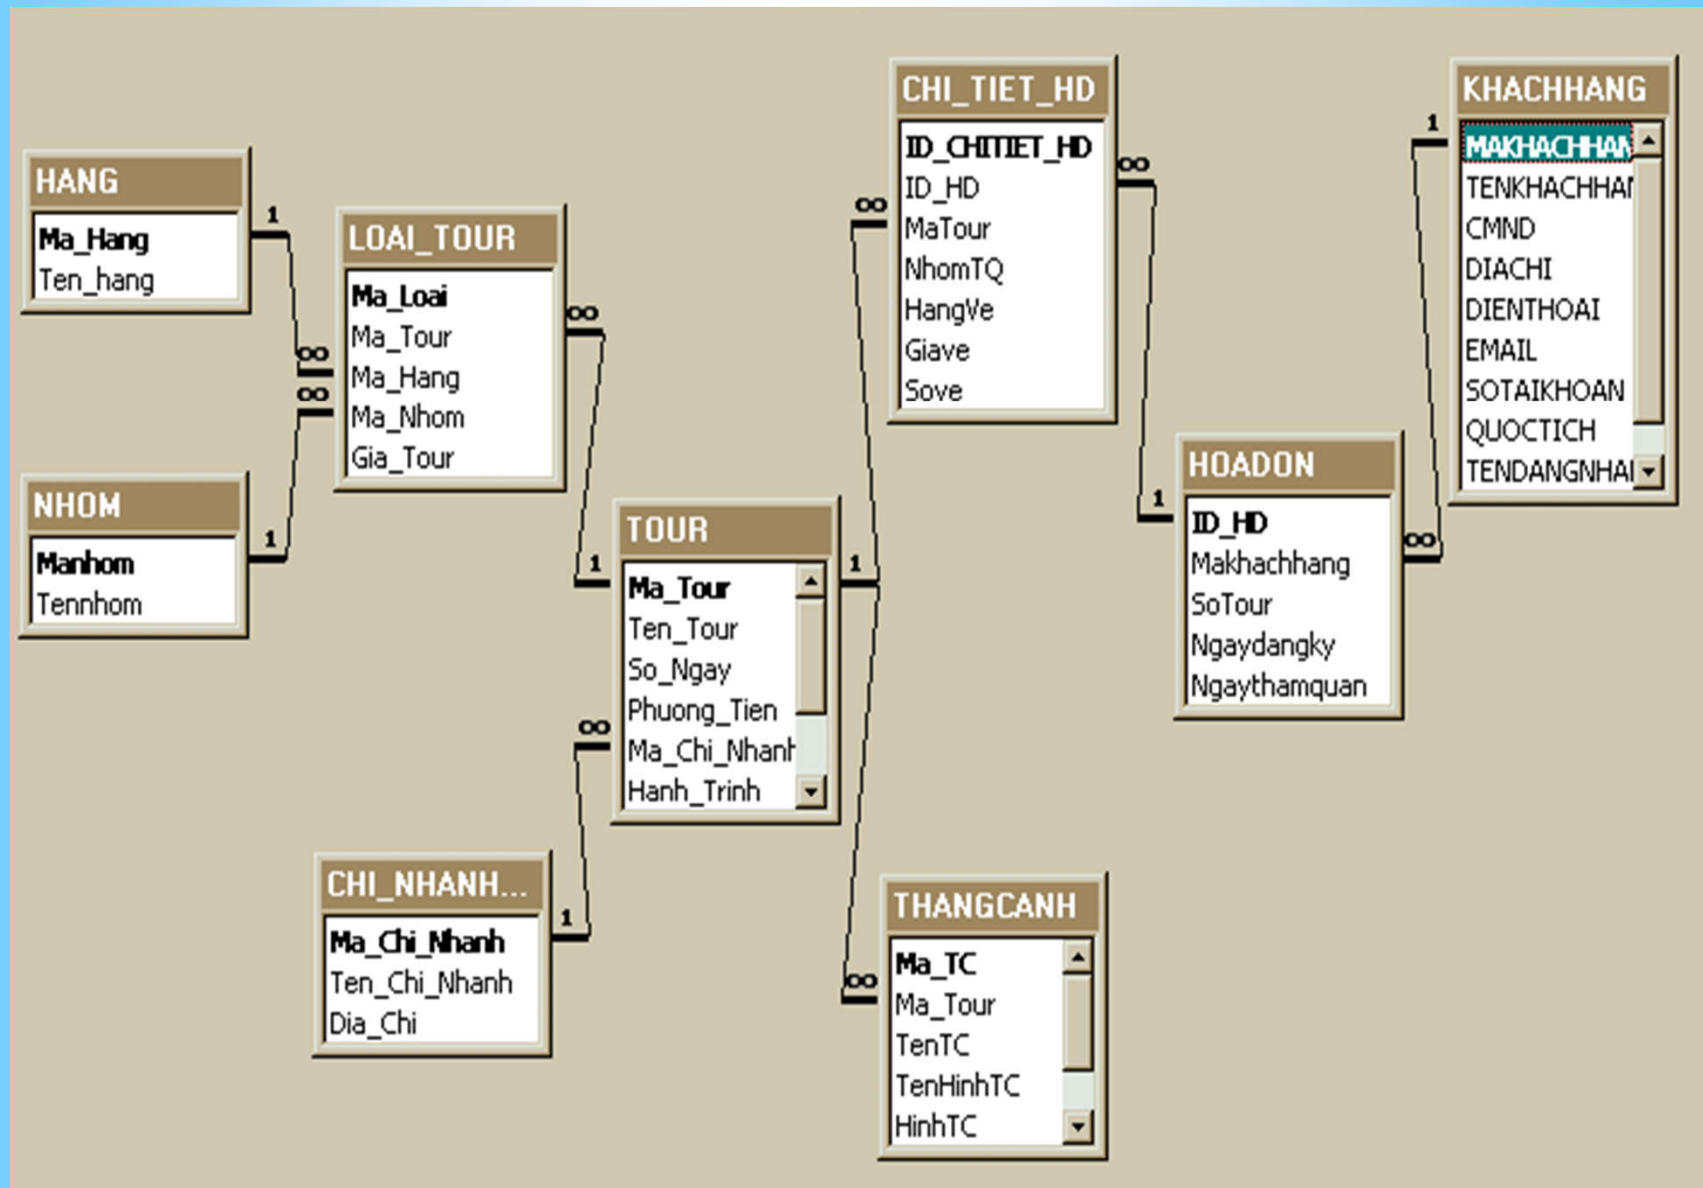 HANG
Ma_Hang
Ten_hang
1
∞
NHOM
Manhom
Tennhom
1
∞
LOAI_TOUR
Ma_Loai
Ma_Tour
Ma_Hang
Ma_Nhom
Gia_Tour
∞
1
TOUR
Ma_Tour
Ten_Tour
So_Ngay
Phuong_Tien
Ma_Chi_Nhanh
Hanh_Trinh
1
∞
CHI_NHANH...
Ma_Chi_Nhanh
Ten_Chi_Nhanh
Dia_Chi
1
CHI_TIET_HD
ID_CHITIET_HD
ID_HD
MaTour
NhomTQ
HangVe
Giave
Sove
∞
∞
THANGCANH
Ma_TC
Ma_Tour
TenTC
TenHinhTC
HinhTC
∞
HOADON
ID_HD
Makhachhang
SoTour
Ngaydangky
Ngaythamquan
1
∞
KHACHHANG
MAKHACHHAN
TENKHACHHAN
CMND
DIACHI
DIENTHOAI
EMAIL
SOTAIKHOAN
QUOCTICH
TENDANGNHA
1